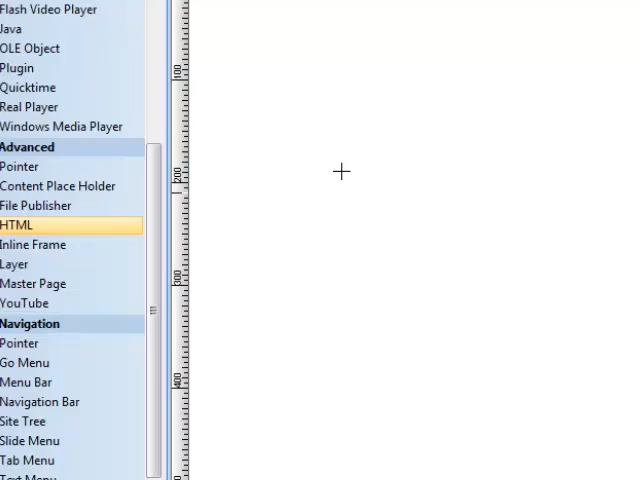 Flash Video Player
Java
OLE Object
Plugin
Quicktime
Real Player
Windows Media Player
Advanced
Pointer
Content Place Holder
File Publisher
HTML
Inline Frame
Layer
Master Page
YouTube
Navigation
Pointer
Go Menu
Menu Bar
Navigation Bar
Site Tree
Slide Menu
Tab Menu
Text Menu
100
200
300
400